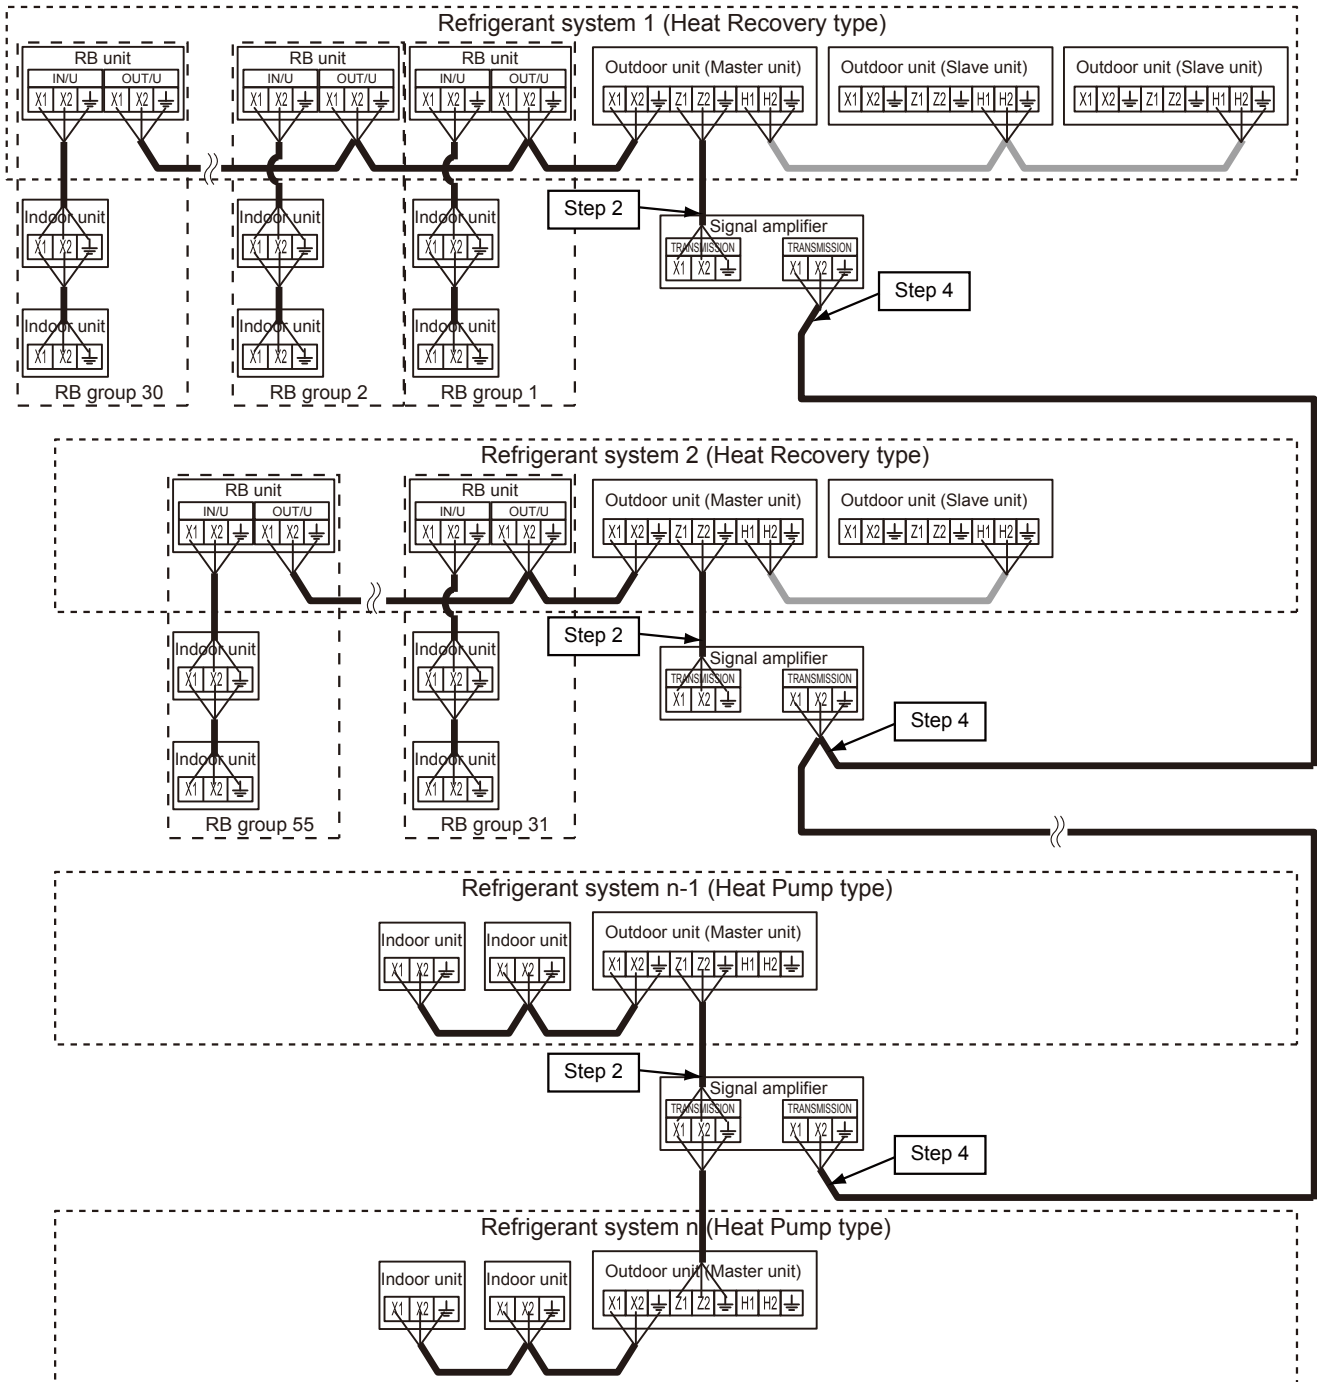 Refrigerant system 1 (Heat Recovery type)
RB unit RB unit RB unit
IN/U OUT/U IN/U OUT/U IN/U OUT/U
X1 X2 X1 X2 X1 X2 X1 X2 X1 X2 X1 X2
Outdoor unit (Master unit) Outdoor unit (Slave unit) Outdoor unit (Slave unit)
X1 X2 Z1 Z2 H1 H2 X1 X2 Z1 Z2 H1 H2 X1 X2 Z1 Z2 H1 H2
Step 2
Indoor unit Indoor unit Indoor unit
X1 X2 X1 X2 X1 X2
Signal amplifier
TRANSMISSION TRANSMISSION
X1 X2 X1 X2
Step 4
Indoor unit Indoor unit Indoor unit
X1 X2 X1 X2 X1 X2
RB group 30 RB group 2 RB group 1
Refrigerant system 2 (Heat Recovery type)
RB unit RB unit
IN/U OUT/U IN/U OUT/U
X1 X2 X1 X2 X1 X2 X1 X2
Outdoor unit (Master unit) Outdoor unit (Slave unit)
X1 X2 Z1 Z2 H1 H2 X1 X2 Z1 Z2 H1 H2
Step 2
Indoor unit Indoor unit
X1 X2 X1 X2
Signal amplifier
TRANSMISSION TRANSMISSION
X1 X2 X1 X2
Step 4
Indoor unit Indoor unit
X1 X2 X1 X2
RB group 55 RB group 31
Refrigerant system n-1 (Heat Pump type)
Indoor unit Indoor unit Outdoor unit (Master unit)
X1 X2 X1 X2 X1 X2 Z1 Z2 H1 H2
Step 2
Signal amplifier
TRANSMISSION TRANSMISSION
X1 X2 X1 X2
Step 4
Refrigerant system n (Heat Pump type)
Indoor unit Indoor unit Outdoor unit (Master unit)
X1 X2 X1 X2 X1 X2 Z1 Z2 H1 H2